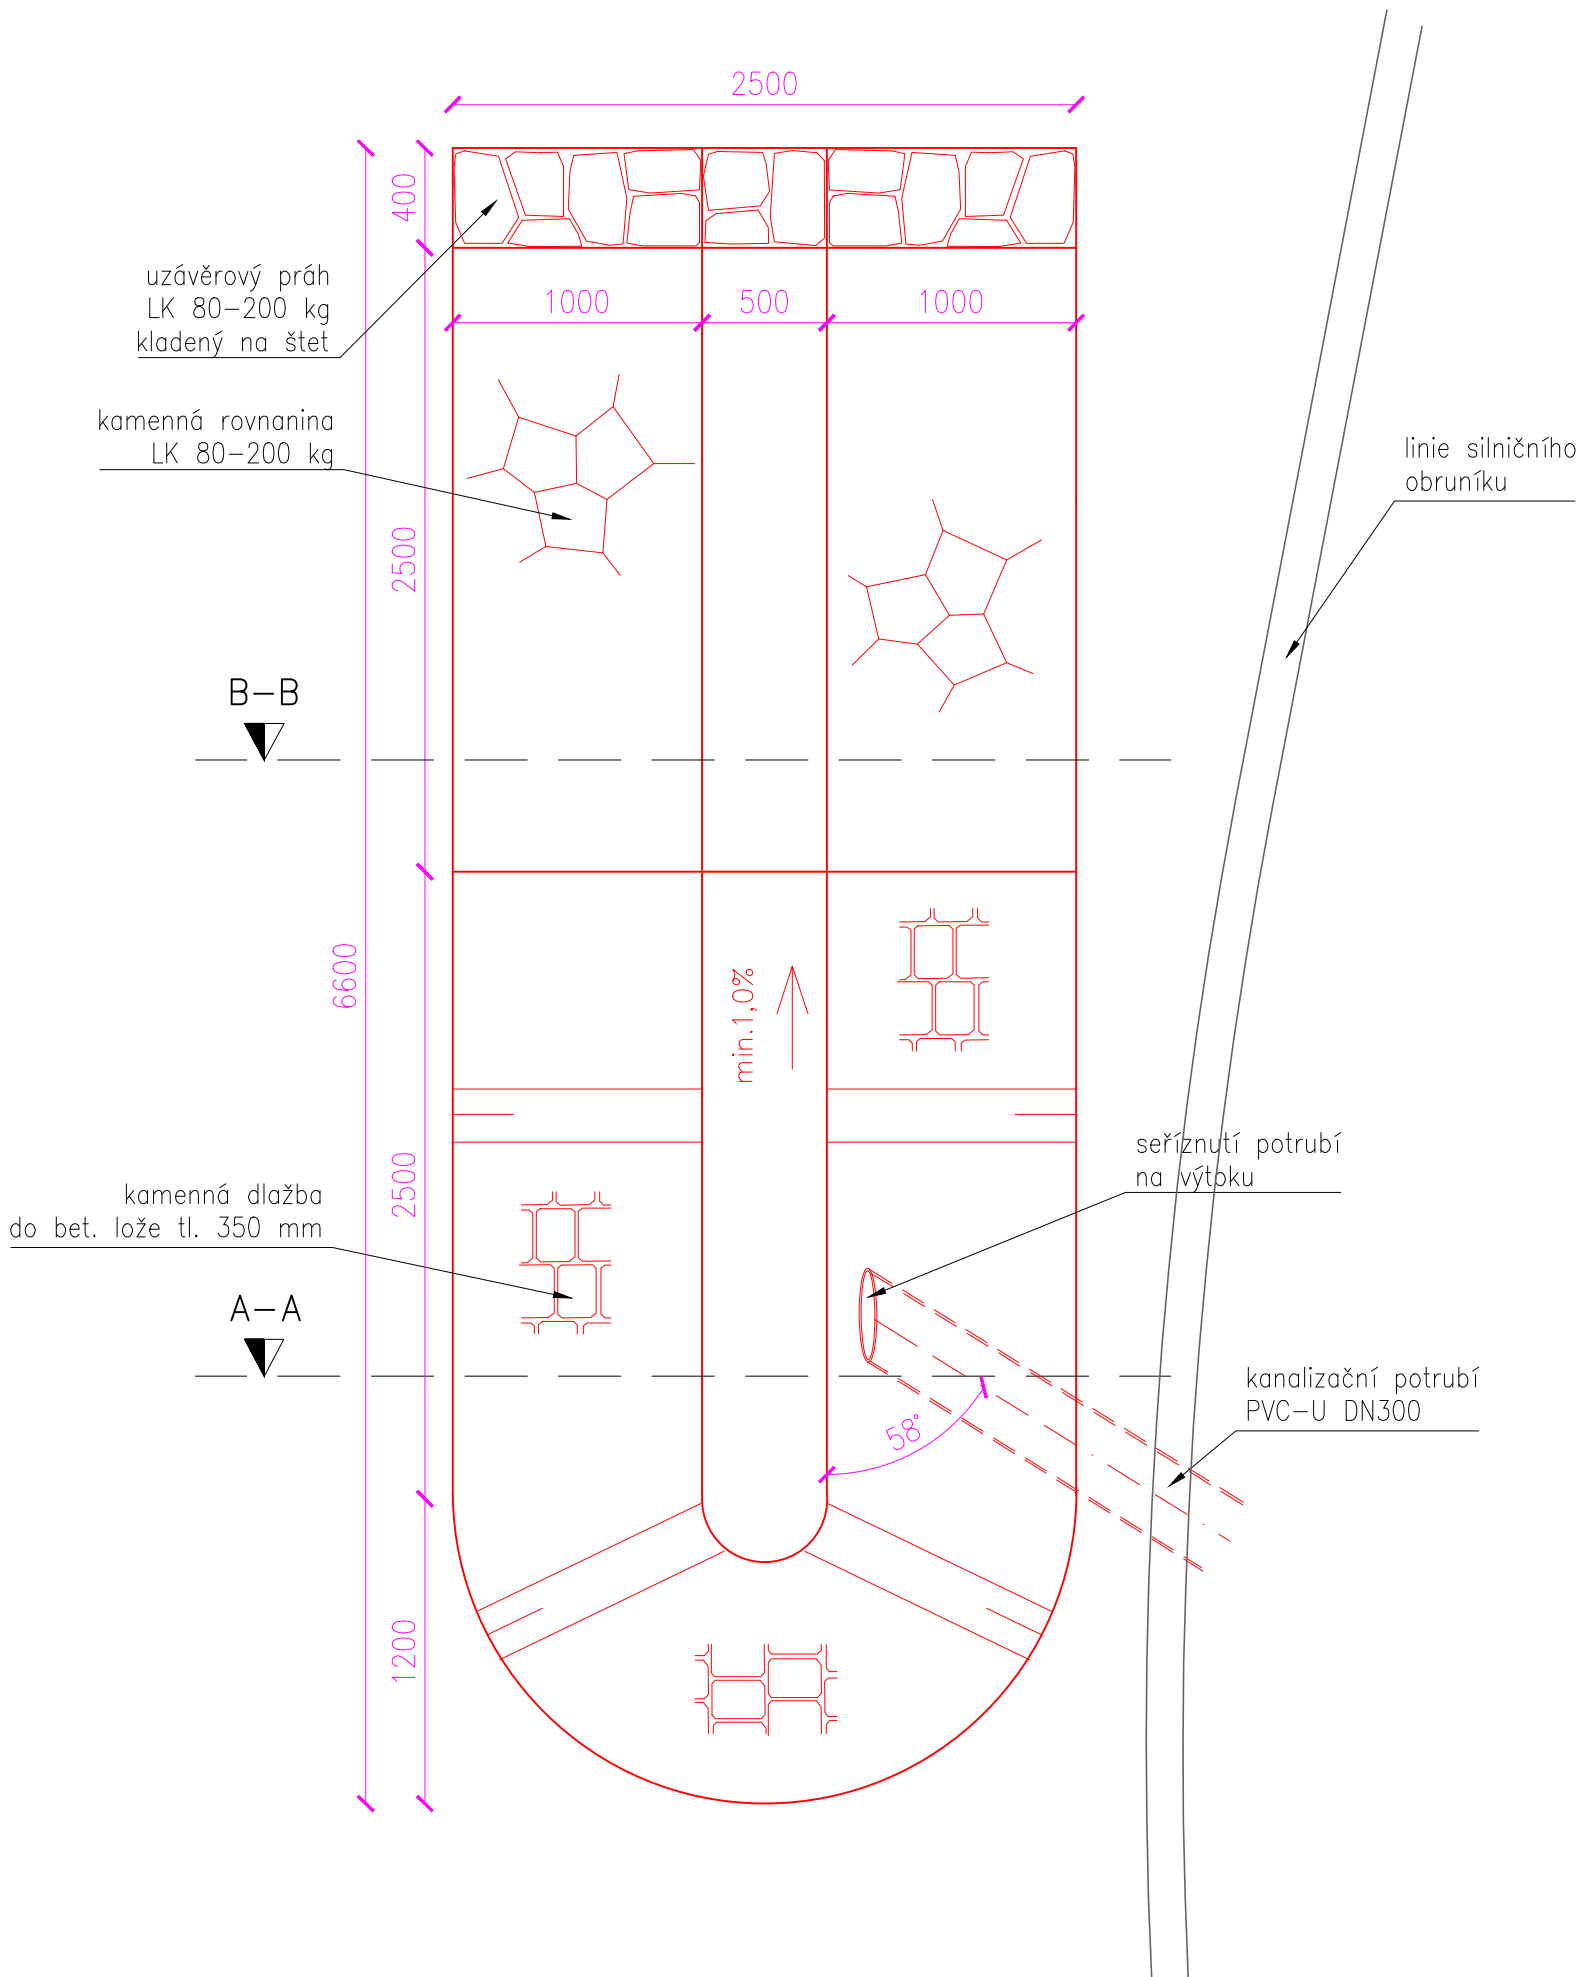 2500
400
uzávěrový práh
LK 80-200 kg
kladený na štet
1000
500
1000
kamenná rovnanina
LK 80-200 kg
linie silničního
obruníku
2500
B-B
6600
min.1,0%
seříznutí potrubí
na výtoku
2500
kamenná dlažba
do bet. lože tl. 350 mm
A-A
kanalizační potrubí
PVC-U DN300
58°
1200